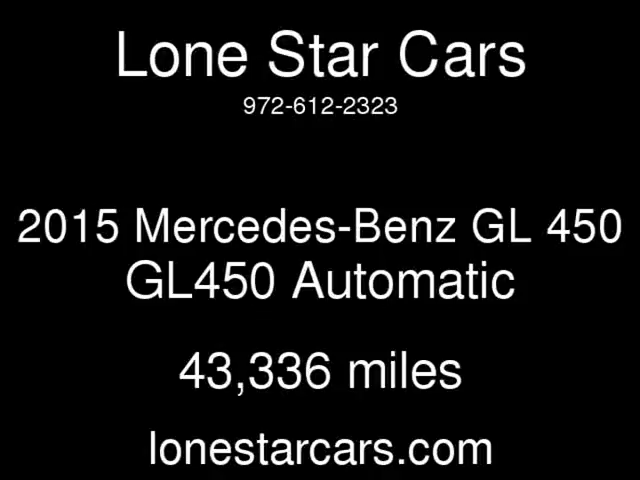 Lone Star Cars
972-612-2323
2015 Mercedes-Benz GL 450
GL450 Automatic
43,336 miles
lonestarcars.com